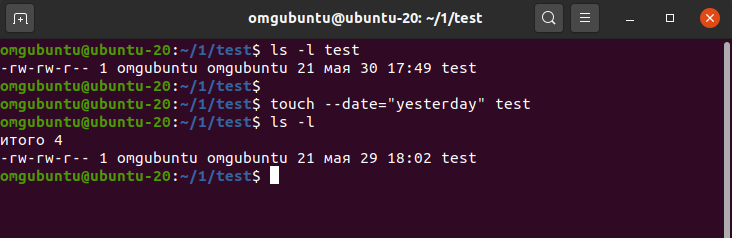 omgubuntu@ubuntu-20: ~/1/test
omgubuntu@ubuntu-20:~/1/test$ ls -l test
-rw-rw-r-- 1 omgubuntu omgubuntu 21 мая 30 17:49 test
omgubuntu@ubuntu-20:~/1/test$
omgubuntu@ubuntu-20:~/1/test$ touch --date="yesterday" test
omgubuntu@ubuntu-20:~/1/test$ ls -l
итого 4
-rw-rw-r-- 1 omgubuntu omgubuntu 21 мая 29 18:02 test
omgubuntu@ubuntu-20:~/1/test$